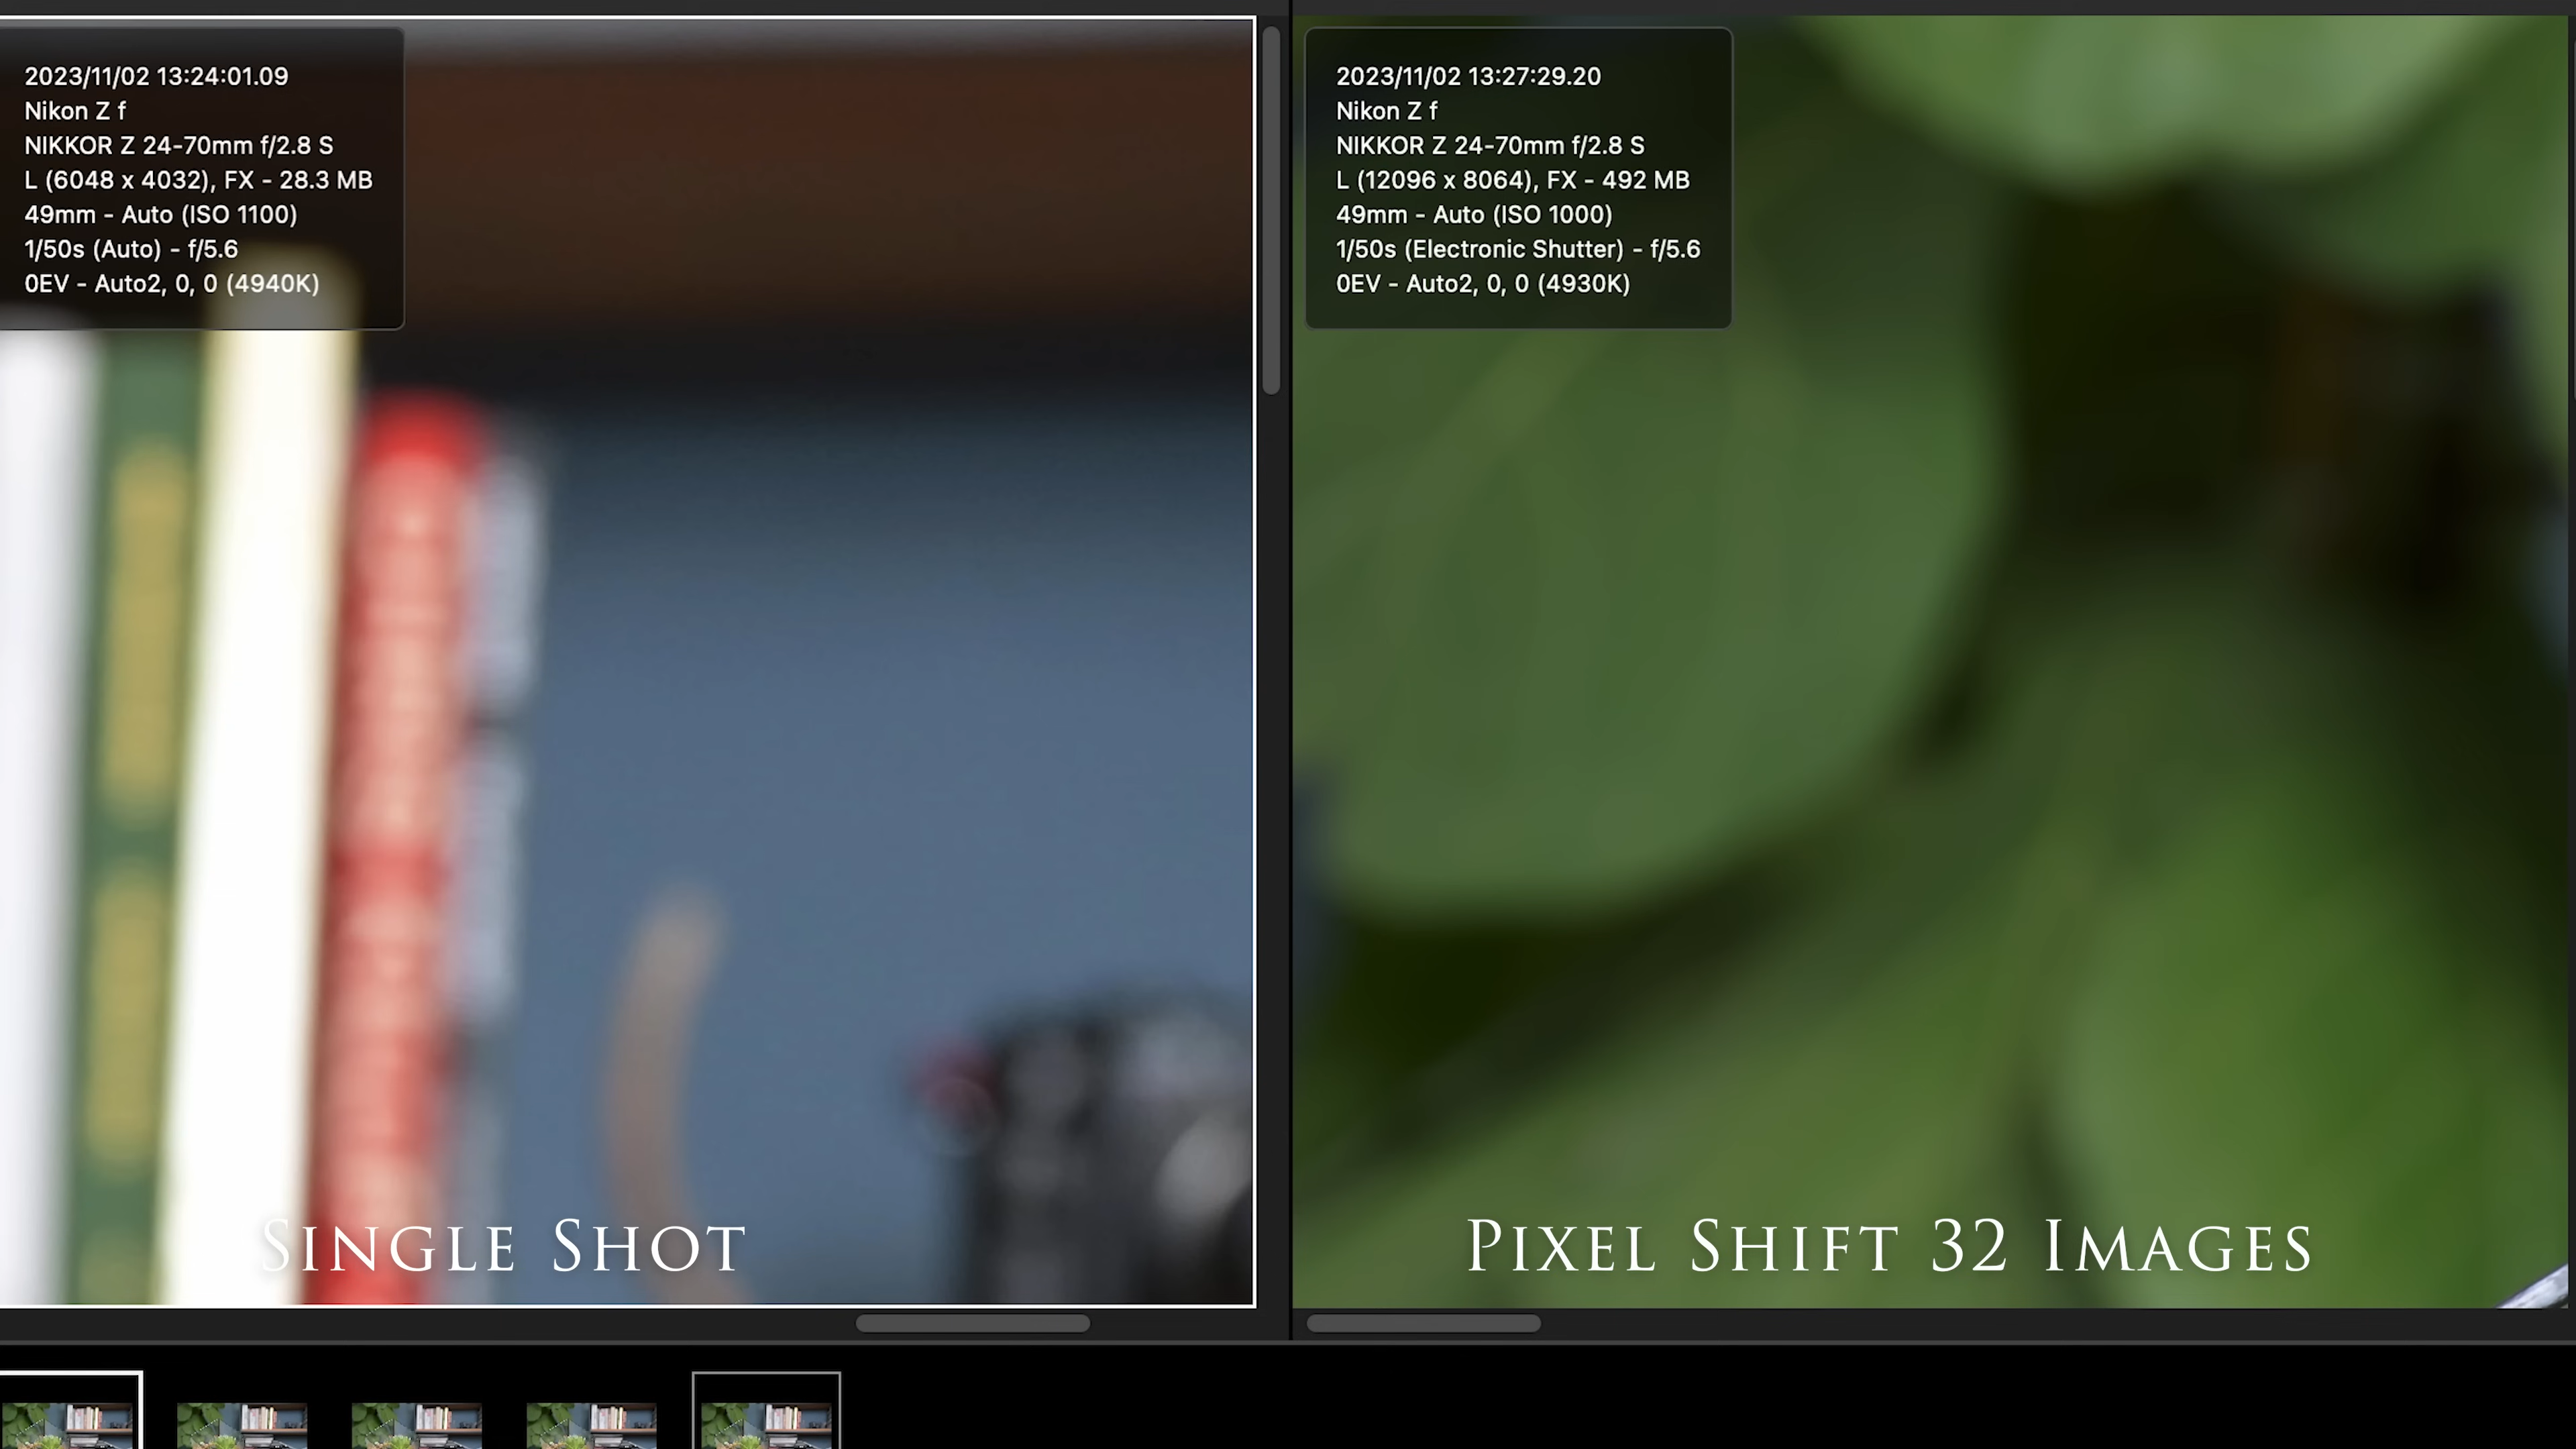 2023/11/02 13:24:01.09
Nikon Z f
NIKKOR Z 24-70mm f/2.8 S
L (6048 x 4032), FX - 28.3 MB
49mm - Auto (ISO 1100)
1/50s (Auto) - f/5.6
0EV - Auto2, 0, 0 (4940K)
2023/11/02 13:27:29.20
Nikon Z f
NIKKOR Z 24-70mm f/2.8 S
L (12096 x 8064), FX - 492 MB
49mm - Auto (ISO 1000)
1/50s (Electronic Shutter) - f/5.6
0EV - Auto2, 0, 0 (4930K)
SINGLE SHOT
PIXEL SHIFT 32 IMAGES